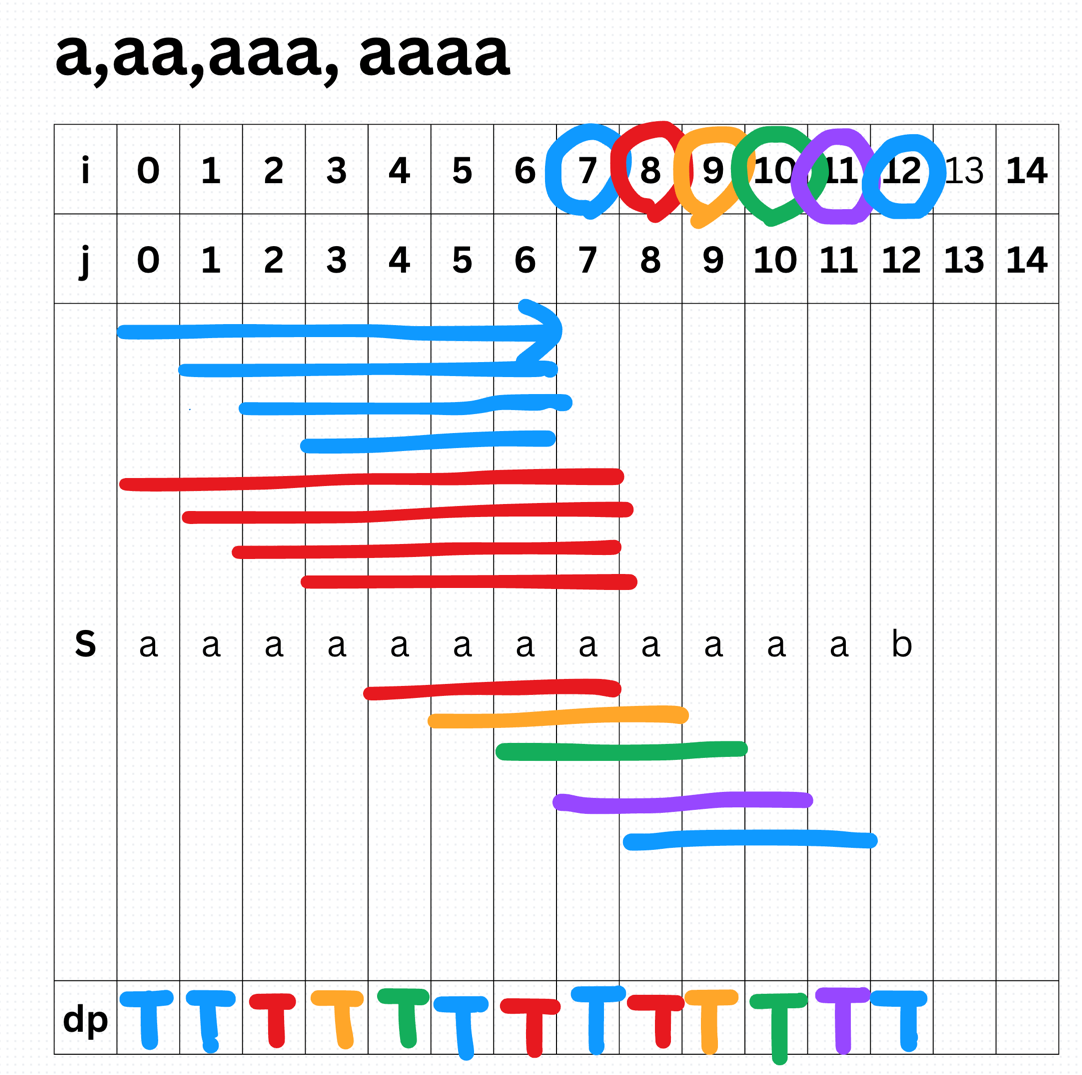 a,aa,aaa, aaaa
i 0 1 2 3 4 5 6 7 8 9 10 11 12 13 14
j 0 1 2 3 4 5 6 7 8 9 10 11 12 13 14
S a a a a a a a a a a a a b
dp T T T T T T T T T T T T T